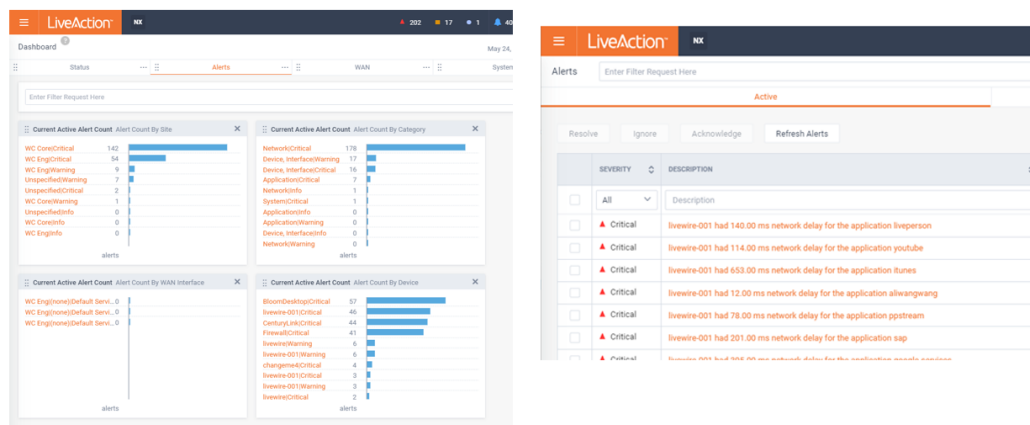 LiveAction NX 202 17 1 40
Dashboard
May 24,
Status ... Alerts ... WAN ... System
Enter Filter Request Here
Current Active Alert Count Alert Count By Site
WC Core|Critical 142
WC Eng|Critical 54
WC Eng|Warning 9
Unspecified|Warning 7
Unspecified|Critical 2
WC Core|Warning 1
Unspecified|Info 0
WC Core|Info 0
WC Eng|Info 0
alerts
Current Active Alert Count Alert Count By Category
Network|Critical 178
Device, Interface|Warning 17
Device, Interface|Critical 16
Application|Critical 7
Network|Info 1
System|Critical 1
Application|Info 0
Application|Warning 0
Device, Interface|Info 0
Network|Warning 0
alerts
Current Active Alert Count Alert Count By WAN Interface
WC Eng|(none)|Default Servi.. 0
WC Eng|(none)|Default Servi.. 0
WC Eng|(none)|Default Servi.. 0
alerts
Current Active Alert Count Alert Count By Device
BloomDesktop|Critical 57
livewire-001|Critical 46
CenturyLink|Critical 44
Firewall|Critical 41
livewire|Warning 6
livewire-001|Warning 6
changeme4|Critical 4
livewire-001|Critical 3
livewire-001|Warning 3
livewire|Critical 2
alerts
LiveAction NX
Alerts Enter Filter Request Here
Active
Resolve Ignore Acknowledge Refresh Alerts
SEVERITY DESCRIPTION
All Description
Critical livewire-001 had 140.00 ms network delay for the application liveperson
Critical livewire-001 had 114.00 ms network delay for the application youtube
Critical livewire-001 had 653.00 ms network delay for the application itunes
Critical livewire-001 had 12.00 ms network delay for the application aliwangwang
Critical livewire-001 had 78.00 ms network delay for the application ppstream
Critical livewire-001 had 201.00 ms network delay for the application sap
Critical livewire-001 had 305.00 ms network delay for the application google-services